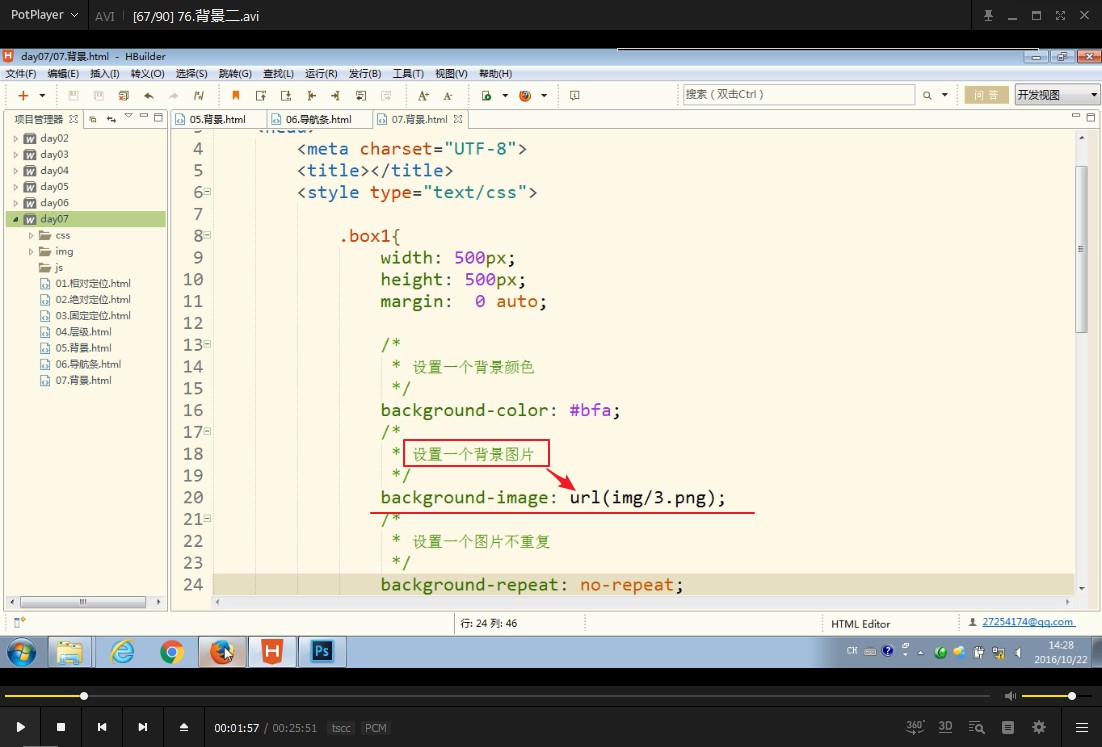 PotPlayer AVI [67/90] 76.背景二.avi
day07/07.背景.html - HBuilder
文件(F) 编辑(E) 插入(I) 转义(O) 选择(S) 跳转(G) 查找(L) 运行(R) 发行(B) 工具(T) 视图(V) 帮助(H)
搜索（双击Ctrl） 问答 开发视图
项目管理器 05.背景.html 06.导航条.html 07.背景.html
day02
day03
day04
day05
day06
day07
css
img
js
01.相对定位.html
02.绝对定位.html
03.固定定位.html
04.层级.html
05.背景.html
06.导航条.html
07.背景.html
4 <meta charset="UTF-8">
5 <title></title>
6 <style type="text/css">
7
8 .box1{
9 width: 500px;
10 height: 500px;
11 margin: 0 auto;
12
13 /*
14 * 设置一个背景颜色
15 */
16 background-color: #bfa;
17 /*
18 * 设置一个背景图片
19 */
20 background-image: url(img/3.png);
21 /*
22 * 设置一个图片不重复
23 */
24 background-repeat: no-repeat;
行: 24 列: 46 HTML Editor 27254174@qq.com
Ps CH 14:28
2016/10/22
00:01:57 / 00:25:51 tscc PCM 360° 3D